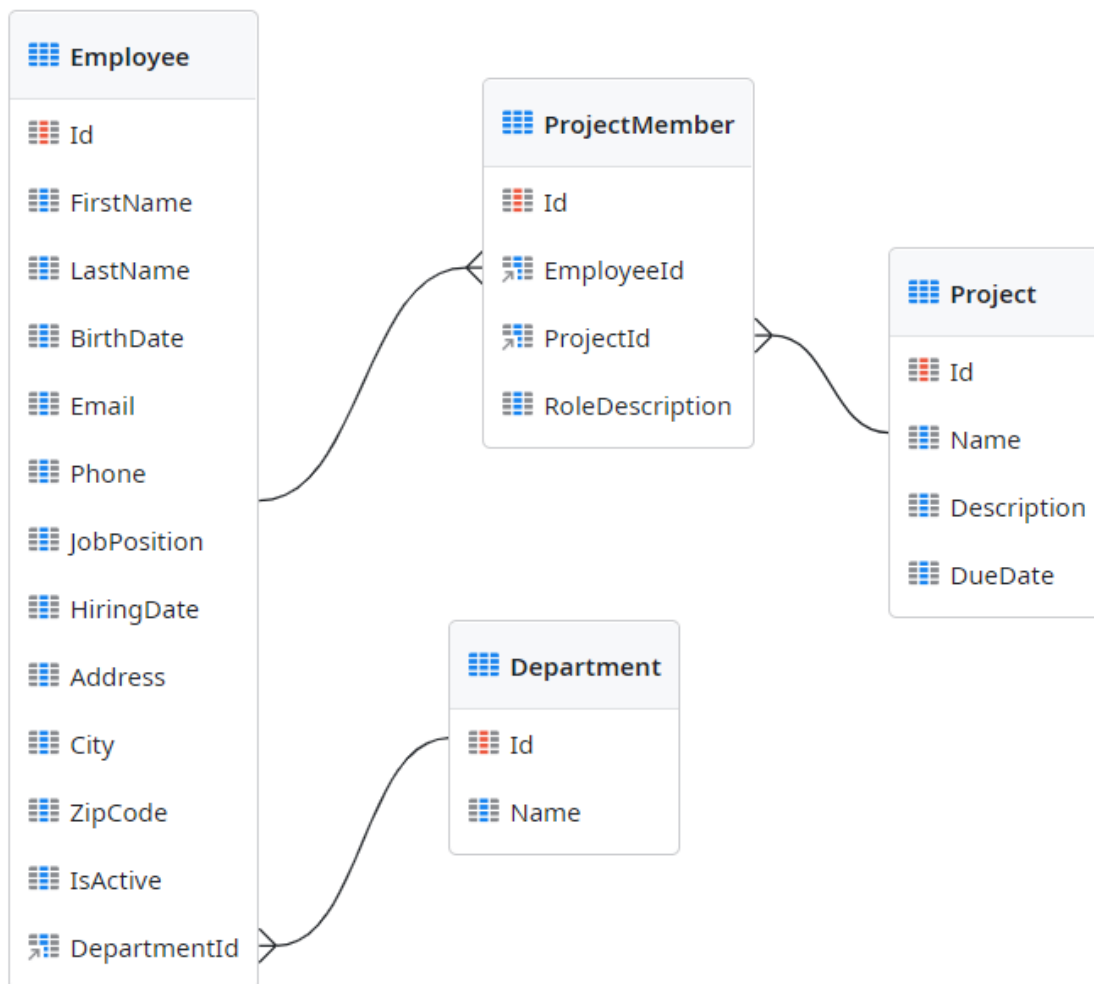 Employee
Id
FirstName
LastName
BirthDate
Email
Phone
JobPosition
HiringDate
Address
City
ZipCode
IsActive
DepartmentId
ProjectMember
Id
EmployeeId
ProjectId
RoleDescription
Project
Id
Name
Description
DueDate
Department
Id
Name